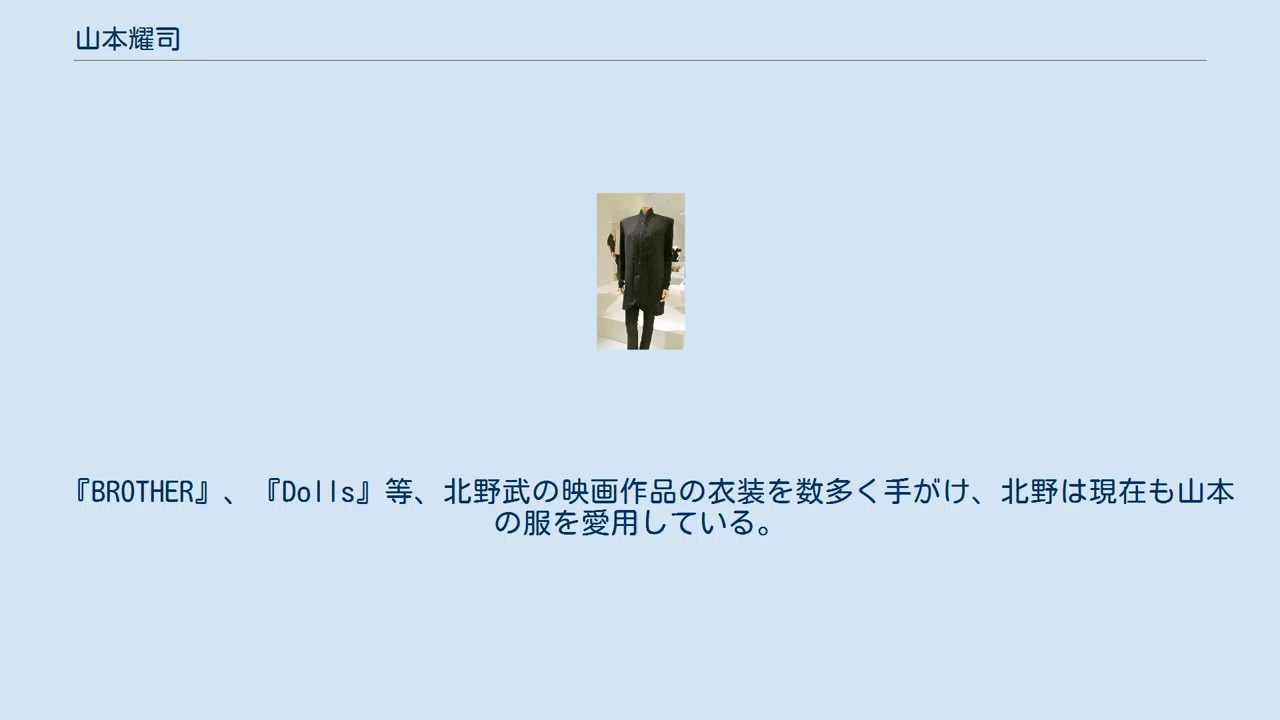 山本耀司
『BROTHER』、『Dolls』等、北野武の映画作品の衣装を数多く手がけ、北野は現在も山本
の服を愛用している。